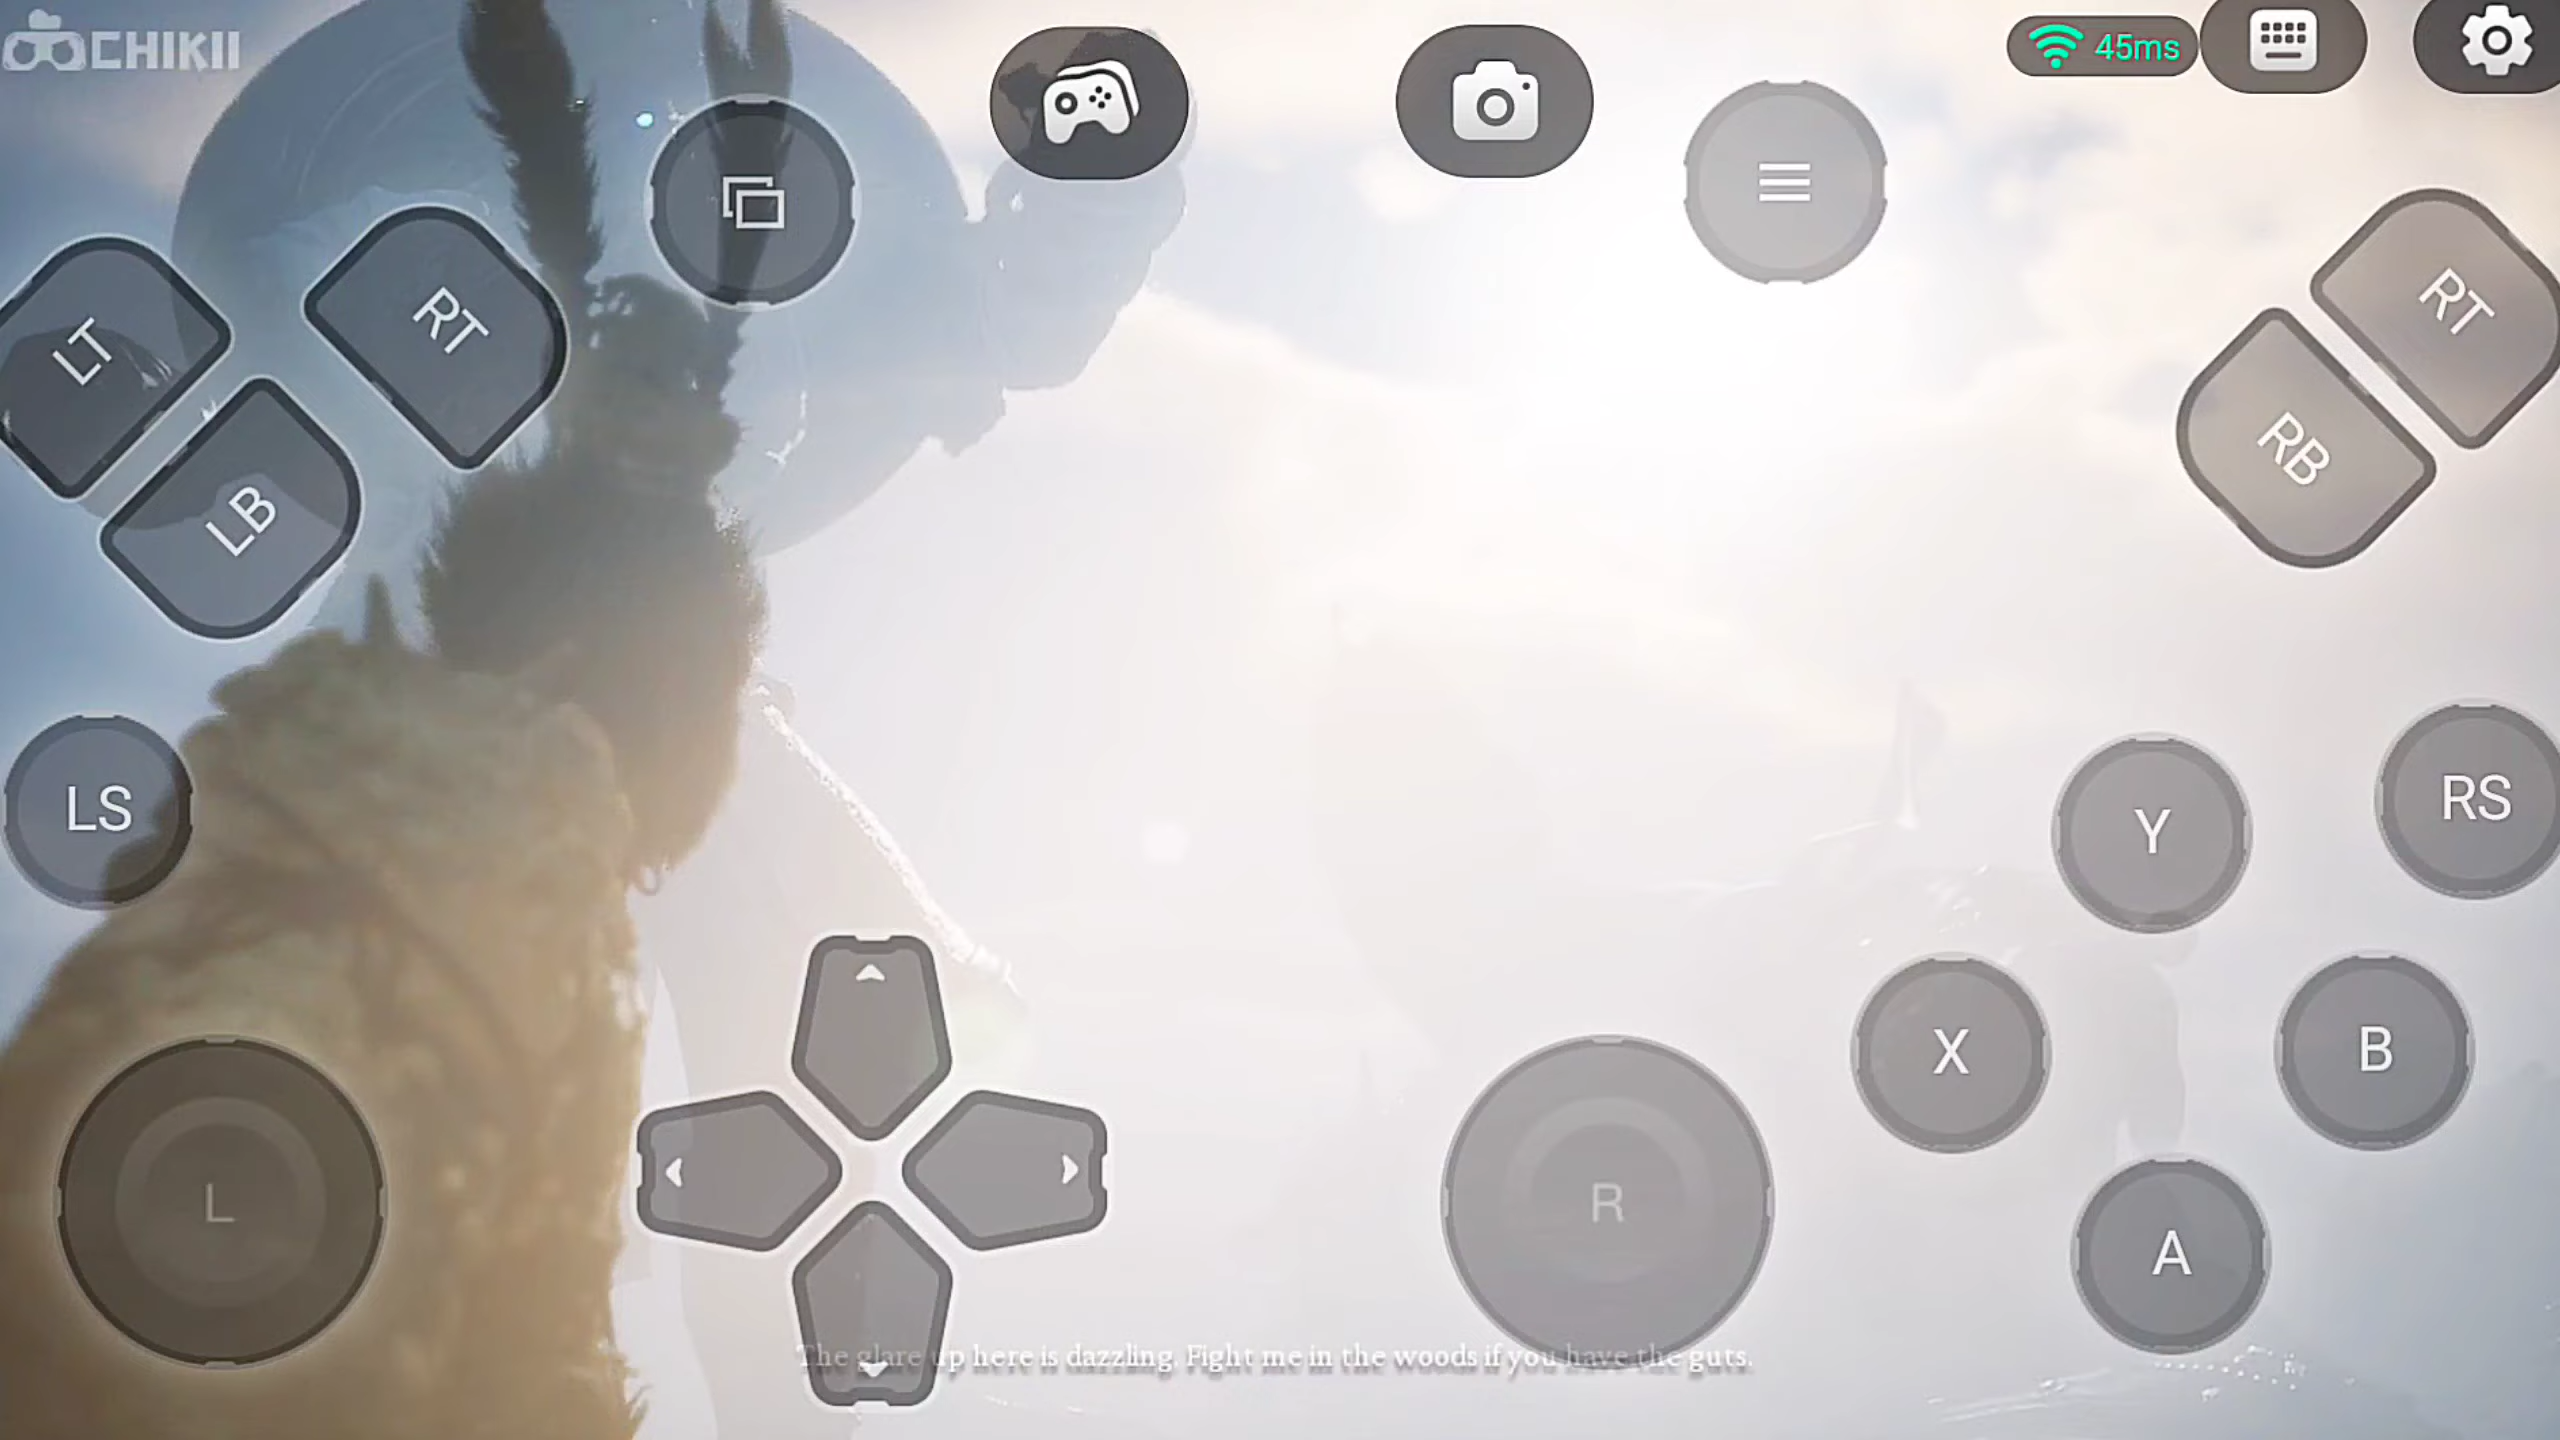 CHIKII
45ms
LT
RT
RT
LB
RB
LS
Y
RS
X
B
L
R
A
The glare up here is dazzling. Fight me in the woods if you have the guts.